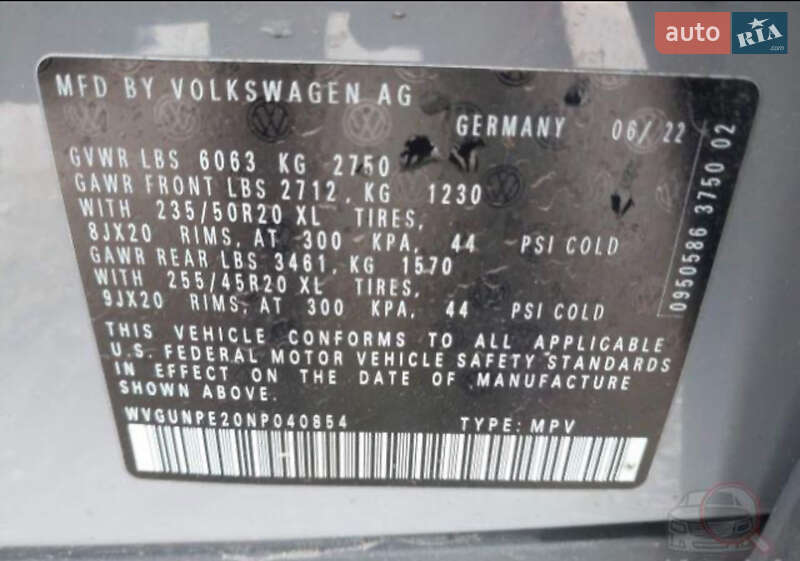 auto RIA
.com
MFD BY VOLKSWAGEN AG
GERMANY 06/22
GVWR LBS 6063 KG 2750
GAWR FRONT LBS 2712, KG 1230
WITH 235/50R20 XL TIRES,
8JX20 RIMS, AT 300 KPA, 44 PSI COLD
GAWR REAR LBS 3461, KG 1570
WITH 255/45R20 XL TIRES,
9JX20 RIMS, AT 300 KPA, 44 PSI COLD
THIS VEHICLE CONFORMS TO ALL APPLICABLE
U.S. FEDERAL MOTOR VEHICLE SAFETY STANDARDS
IN EFFECT ON THE DATE OF MANUFACTURE
SHOWN ABOVE.
WVGUNPE20NP040854 TYPE: MPV
0950586 3750 02